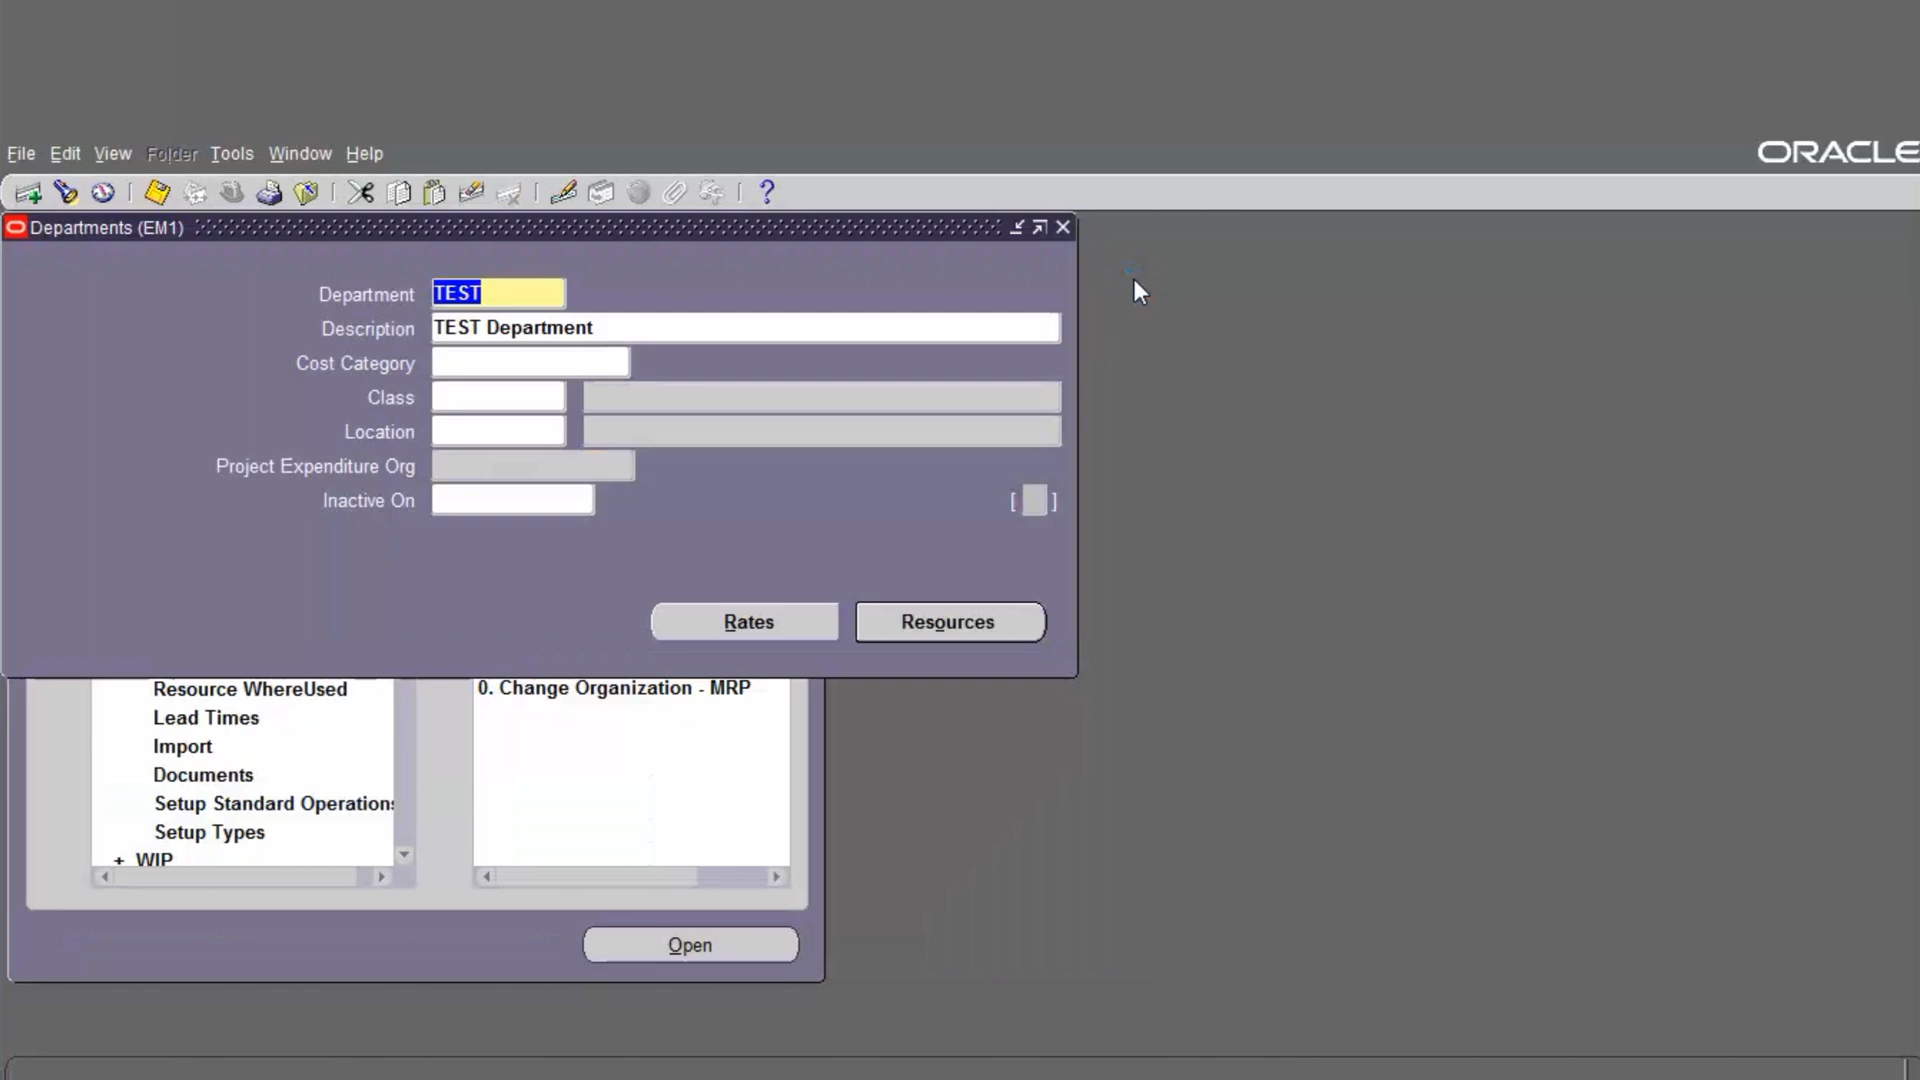 File Edit View Folder Tools Window Help
ORACLE
Departments (EM1)
Department TEST
Description TEST Department
Cost Category
Class
Location
Project Expenditure Org
Inactive On [ ]
Rates Resources
Resource WhereUsed
Lead Times
Import
Documents
Setup Standard Operations
Setup Types
+ WIP
0. Change Organization - MRP
Open